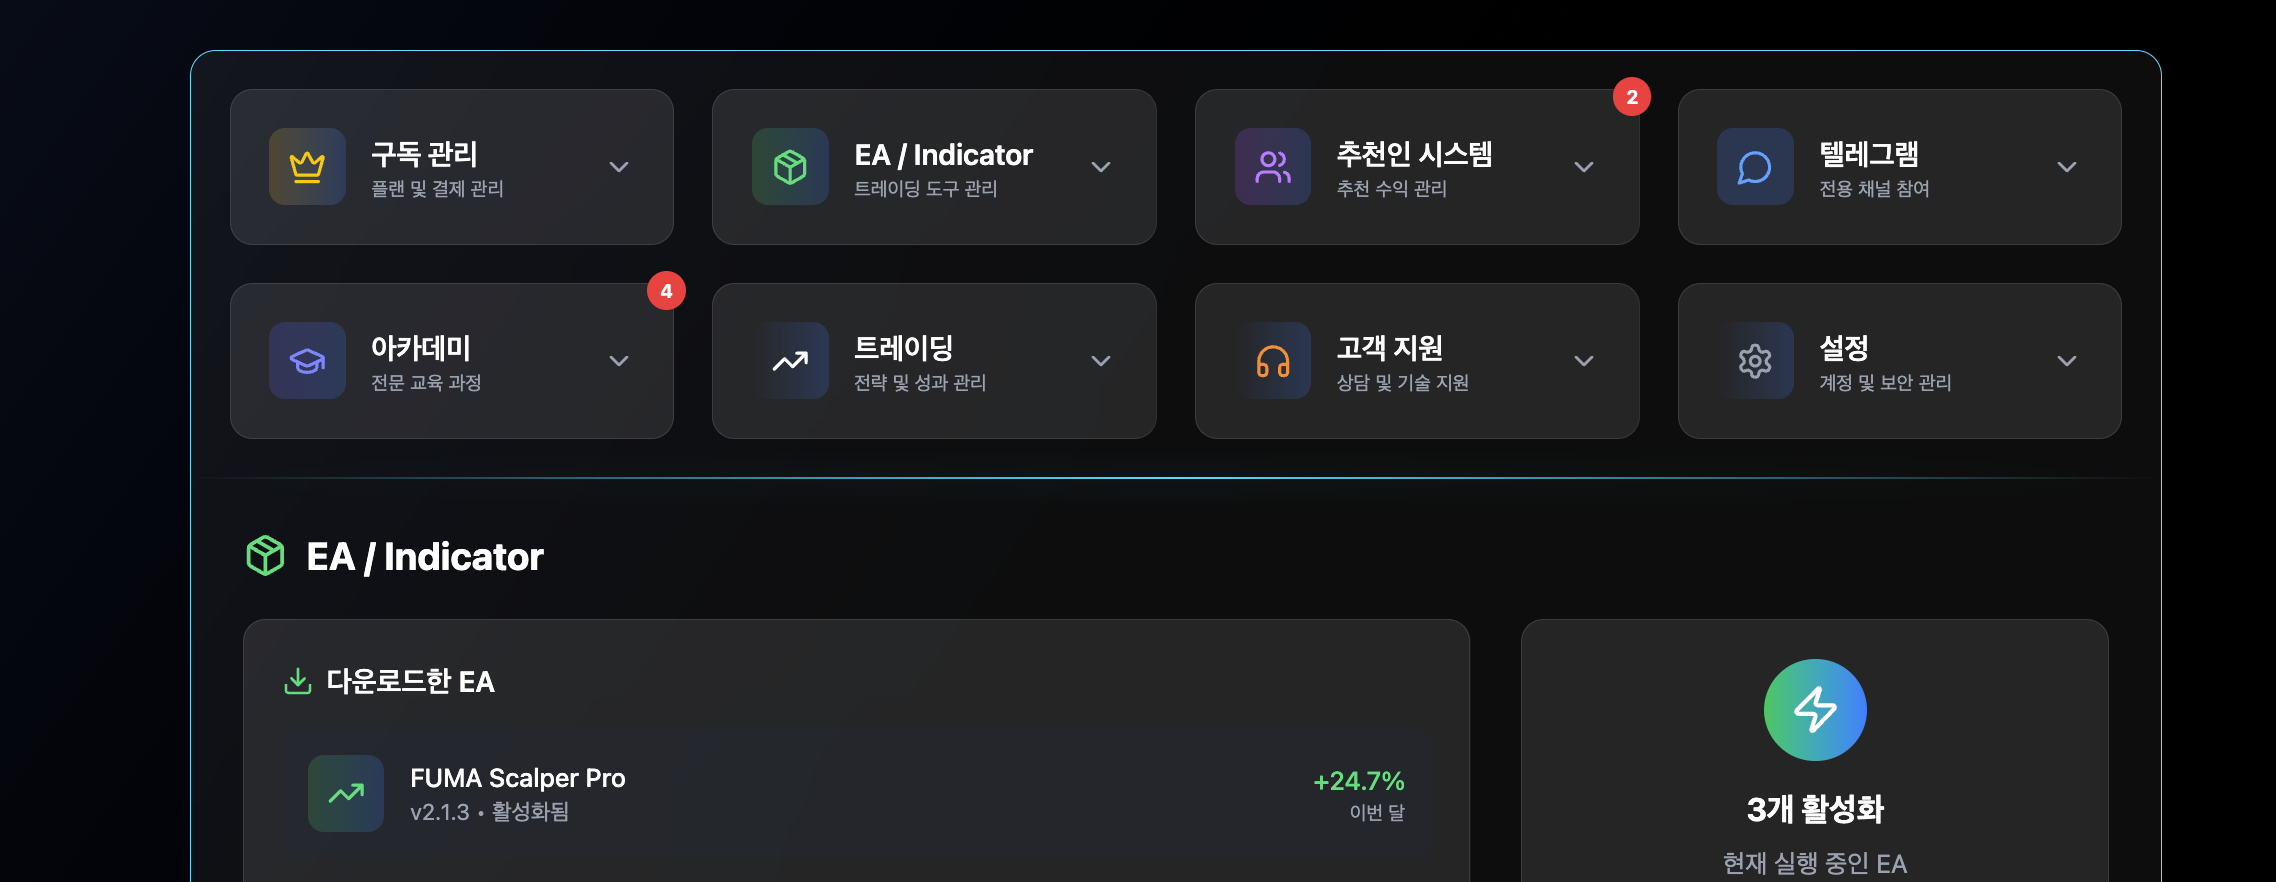 구독 관리
플랜 및 결제 관리
EA / Indicator
트레이딩 도구 관리
2
추천인 시스템
추천 수익 관리
텔레그램
전용 채널 참여
4
아카데미
전문 교육 과정
트레이딩
전략 및 성과 관리
고객 지원
상담 및 기술 지원
설정
계정 및 보안 관리
EA / Indicator
다운로드한 EA
FUMA Scalper Pro
v2.1.3 • 활성화됨
+24.7%
이번 달
3개 활성화
현재 실행 중인 EA